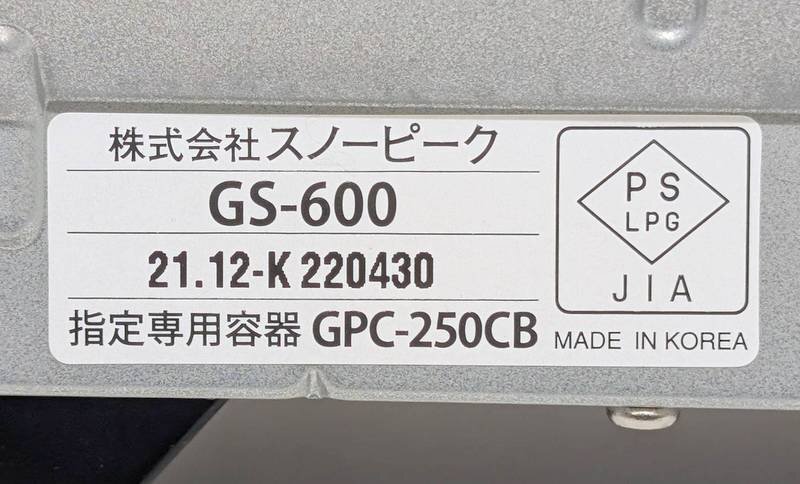 株式会社スノーピーク
GS-600
21.12-K 220430
指定専用容器 GPC-250CB
PS
LPG
JIA
MADE IN KOREA